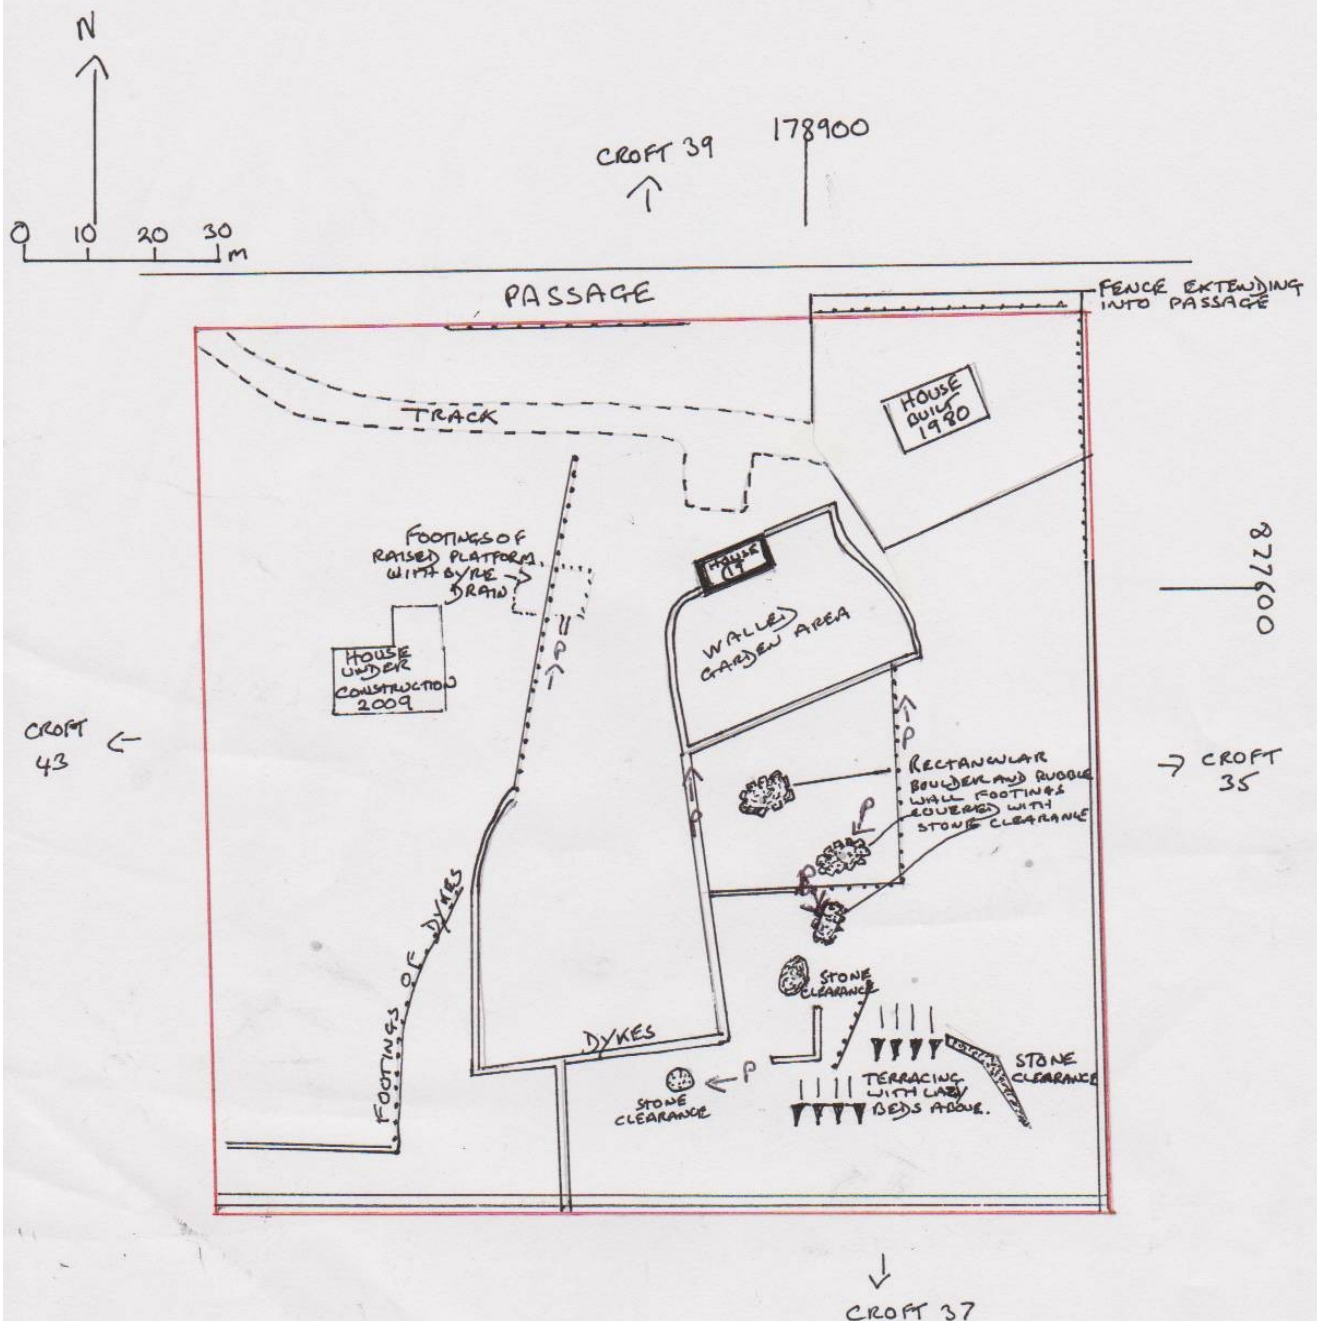 N
0 10 20 30
m
CROFT 39
178900
PASSAGE
FENCE EXTENDING
INTO PASSAGE
TRACK
HOUSE
BUILT
1980
FOOTINGS OF
RAISED PLATFORM
WITH BYRE
DRAIN
HOUSE
WALLED
GARDEN AREA
87600
HOUSE
UNDER
CONSTRUCTION
2009
P
P
CROFT
43
CROFT
35
RECTANGULAR
BOULDER AND RUBBLE
WALL FOOTINGS
COVERED WITH
STONE CLEARANCE
P
P
P
FOOTINGS OF DYKES
STONE
CLEARANCE
DYKES
STONE
CLEARANCE
P
STONE
CLEARANCE
TERRACING
WITH LAZY
BEDS ABOVE.
CROFT 37